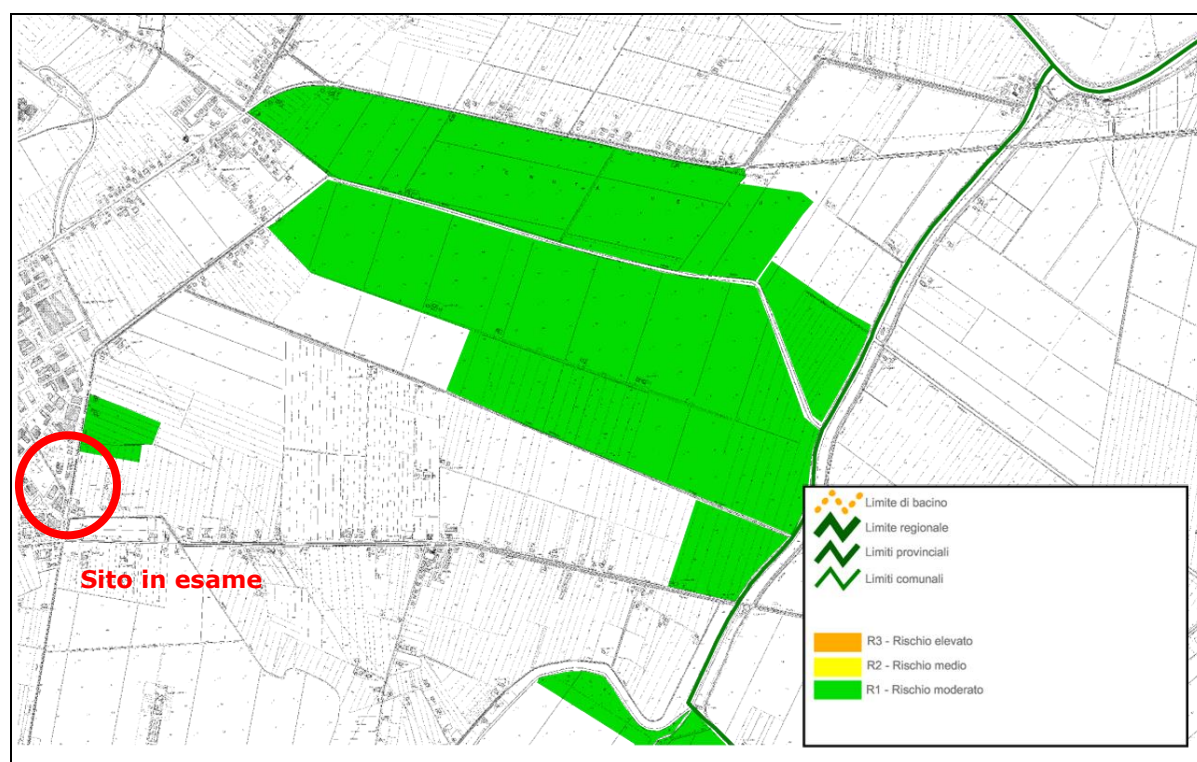 Sito in esame
Limite di bacino
Limite regionale
Limiti provinciali
Limiti comunali
R3 - Rischio elevato
R2 - Rischio medio
R1 - Rischio moderato